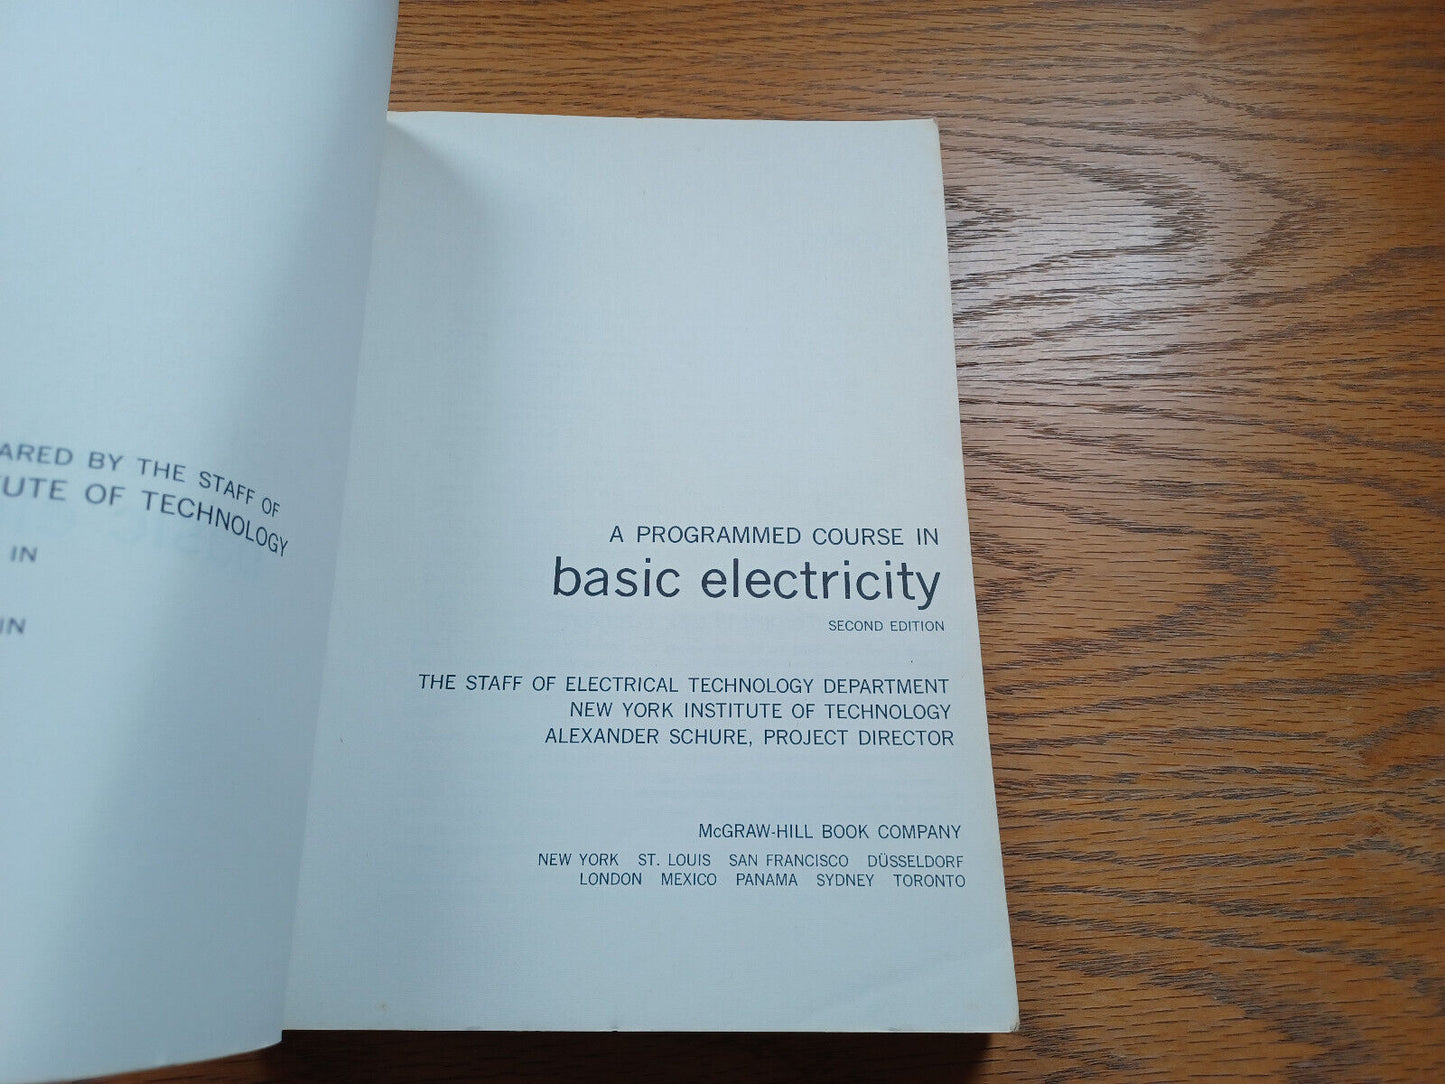 BY THE STAFF OF
OF TECHNOLOGY
IN
IN
A PROGRAMMED COURSE IN
basic electricity
SECOND EDITION
THE STAFF OF ELECTRICAL TECHNOLOGY DEPARTMENT
NEW YORK INSTITUTE OF TECHNOLOGY
ALEXANDER SCHURE, PROJECT DIRECTOR
McGRAW-HILL BOOK COMPANY
NEW YORK ST. LOUIS SAN FRANCISCO DÜSSELDORF
LONDON MEXICO PANAMA SYDNEY TORONTO